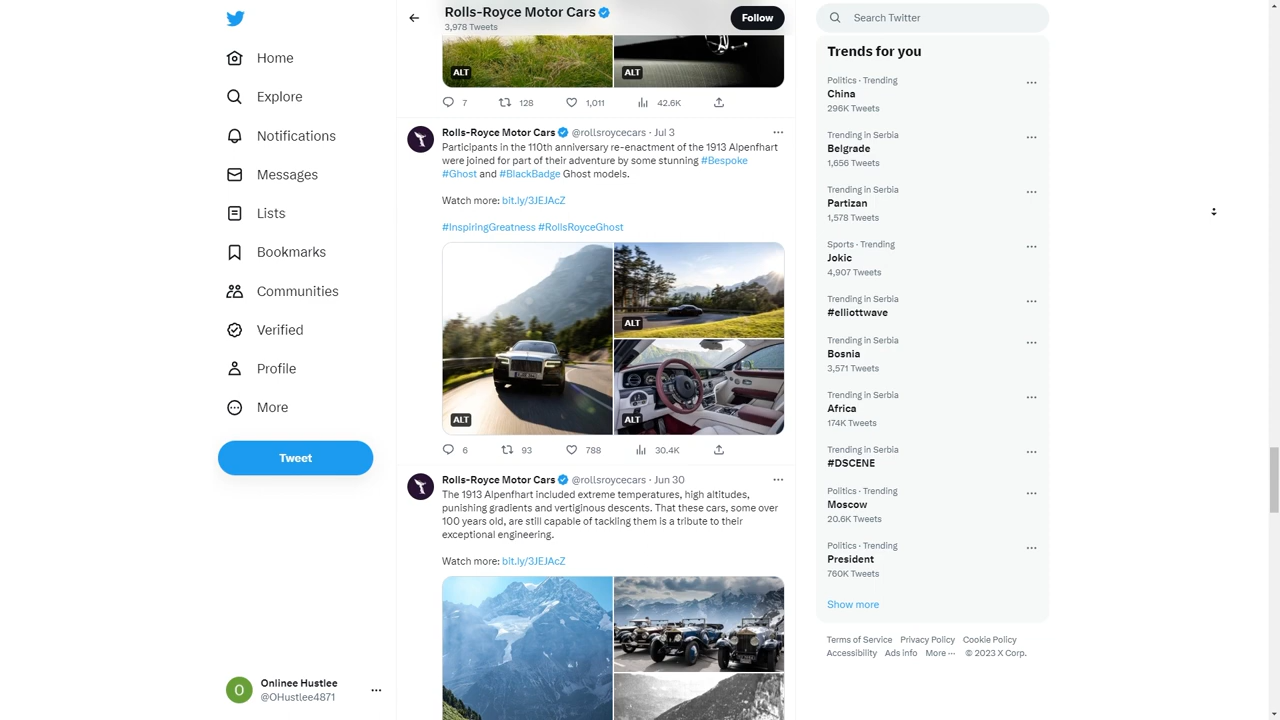 Home
Explore
Notifications
Messages
Lists
Bookmarks
Communities
Verified
Profile
More
Tweet
Onlinee Hustlee
@OHustlee4871
Rolls-Royce Motor Cars
3,978 Tweets
Follow
ALT
ALT
7 128 1,011 42.6K
Rolls-Royce Motor Cars @rollsroycecars · Jul 3
Participants in the 110th anniversary re-enactment of the 1913 Alpenfhart
were joined for part of their adventure by some stunning #Bespoke
#Ghost and #BlackBadge Ghost models.
Watch more: bit.ly/3JEJAcZ
#InspiringGreatness #RollsRoyceGhost
ALT
ALT
ALT
6 93 788 30.4K
Rolls-Royce Motor Cars @rollsroycecars · Jun 30
The 1913 Alpenfhart included extreme temperatures, high altitudes,
punishing gradients and vertiginous descents. That these cars, some over
100 years old, are still capable of tackling them is a tribute to their
exceptional engineering.
Watch more: bit.ly/3JEJAcZ
Search Twitter
Trends for you
Politics · Trending
China
296K Tweets
Trending in Serbia
Belgrade
1,656 Tweets
Trending in Serbia
Partizan
1,578 Tweets
Sports · Trending
Jokic
4,907 Tweets
Trending in Serbia
#elliottwave
Trending in Serbia
Bosnia
3,571 Tweets
Trending in Serbia
Africa
174K Tweets
Trending in Serbia
#DSCENE
Politics · Trending
Moscow
20.6K Tweets
Politics · Trending
President
760K Tweets
Show more
Terms of Service Privacy Policy Cookie Policy
Accessibility Ads info More ··· © 2023 X Corp.
O